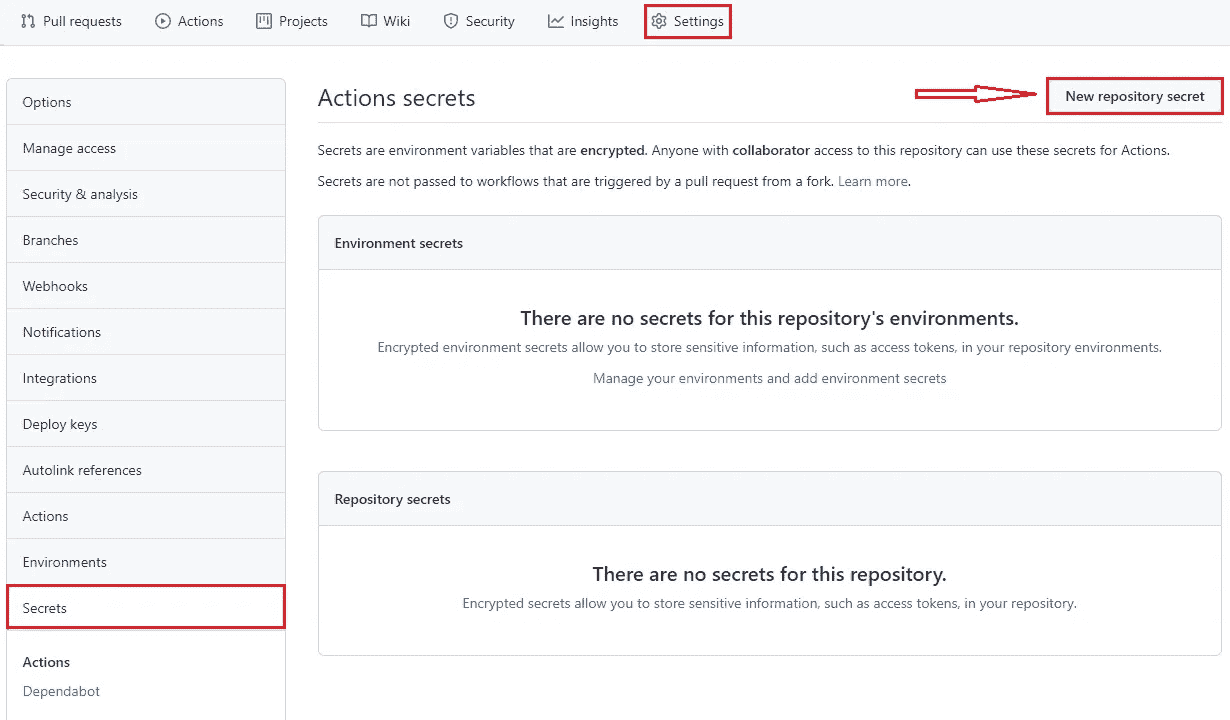 Pull requests Actions Projects Wiki Security Insights Settings
Options
Manage access
Security & analysis
Branches
Webhooks
Notifications
Integrations
Deploy keys
Autolink references
Actions
Environments
Secrets
Actions
Dependabot
Actions secrets
New repository secret
Secrets are environment variables that are encrypted. Anyone with collaborator access to this repository can use these secrets for Actions.
Secrets are not passed to workflows that are triggered by a pull request from a fork. Learn more.
Environment secrets
There are no secrets for this repository's environments.
Encrypted environment secrets allow you to store sensitive information, such as access tokens, in your repository environments.
Manage your environments and add environment secrets
Repository secrets
There are no secrets for this repository.
Encrypted secrets allow you to store sensitive information, such as access tokens, in your repository.